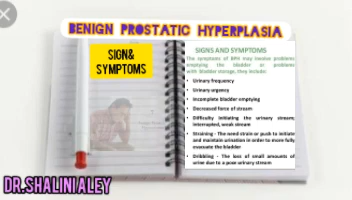 BENIGN PROSTATIC HYPERPLASIA
SIGN&
SYMPTOMS
SIGNS AND SYMPTOMS
The symptoms of BPH may involve problems
emptying the bladder or problems
with bladder storage, they include:
• Urinary frequency
• Urinary urgency
• Incomplete bladder emptying
• Decreased force of stream
• Difficulty initiating the urinary stream;
interrupted, weak stream
• Straining - The need strain or push to initiate
and maintain urination in order to more fully
evacuate the bladder
• Dribbling - The loss of small amounts of
urine due to a poor urinary stream
DR.SHALINI ALEY